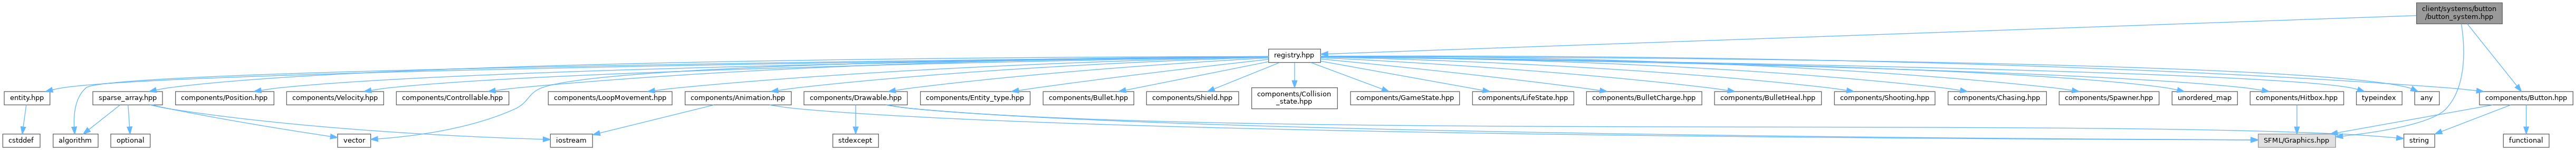 client/systems/button
/button_system.hpp
registry.hpp
entity.hpp
sparse_array.hpp
components/Position.hpp
components/Velocity.hpp
components/Controllable.hpp
components/LoopMovement.hpp
components/Animation.hpp
components/Drawable.hpp
components/Entity_type.hpp
components/Bullet.hpp
components/Shield.hpp
components/Collision
_state.hpp
components/GameState.hpp
components/LifeState.hpp
components/BulletCharge.hpp
components/BulletHeal.hpp
components/Shooting.hpp
components/Chasing.hpp
components/Spawner.hpp
unordered_map
components/Hitbox.hpp
typeindex
any
components/Button.hpp
cstddef
algorithm
optional
vector
iostream
stdexcept
SFML/Graphics.hpp
string
functional